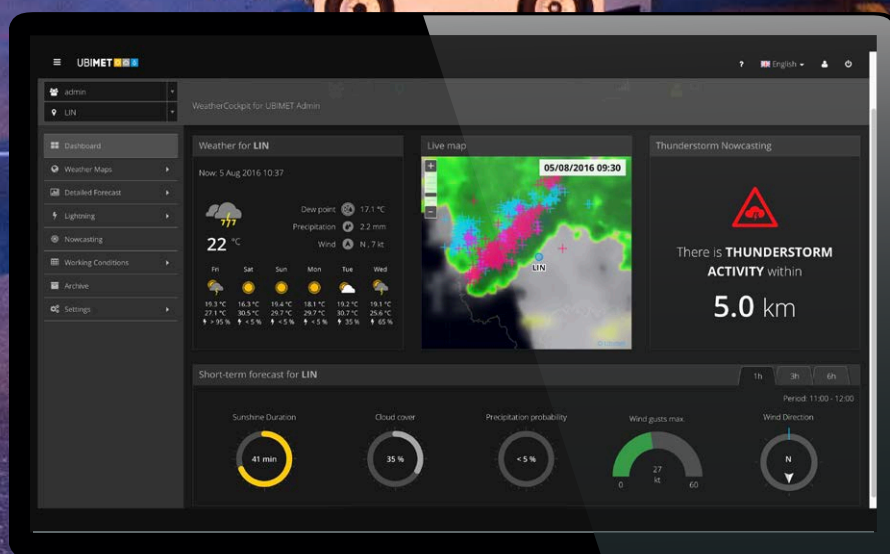 UBIMET
?
English
admin
LIN
WeatherCockpit for UBIMET Admin
Dashboard
Weather Maps
Detailed Forecast
Lightning
Nowcasting
Working Conditions
Archive
Settings
Weather for LIN
Now: 5 Aug 2016 10:37
22 °C
Dew point 17.1 °C
Precipitation 2.2 mm
Wind N , 7 kt
Fri Sat Sun Mon Tue Wed
19.3 °C 16.3 °C 19.4 °C 18.1 °C 19.2 °C 19.1 °C
27.1 °C 30.5 °C 29.7 °C 29.7 °C 30.7 °C 25.6 °C
> 95 % < 5 % < 5 % < 5 % 35 % 65 %
Live map
+
05/08/2016 09:30
-
LIN
Thunderstorm Nowcasting
There is THUNDERSTORM
ACTIVITY within
5.0 km
Short-term forecast for LIN
1h 3h 6h
Period: 11:00 - 12:00
Sunshine Duration
41 min
Cloud cover
35 %
Precipitation probability
< 5 %
Wind gusts max.
27
kt
0 60
Wind Direction
N